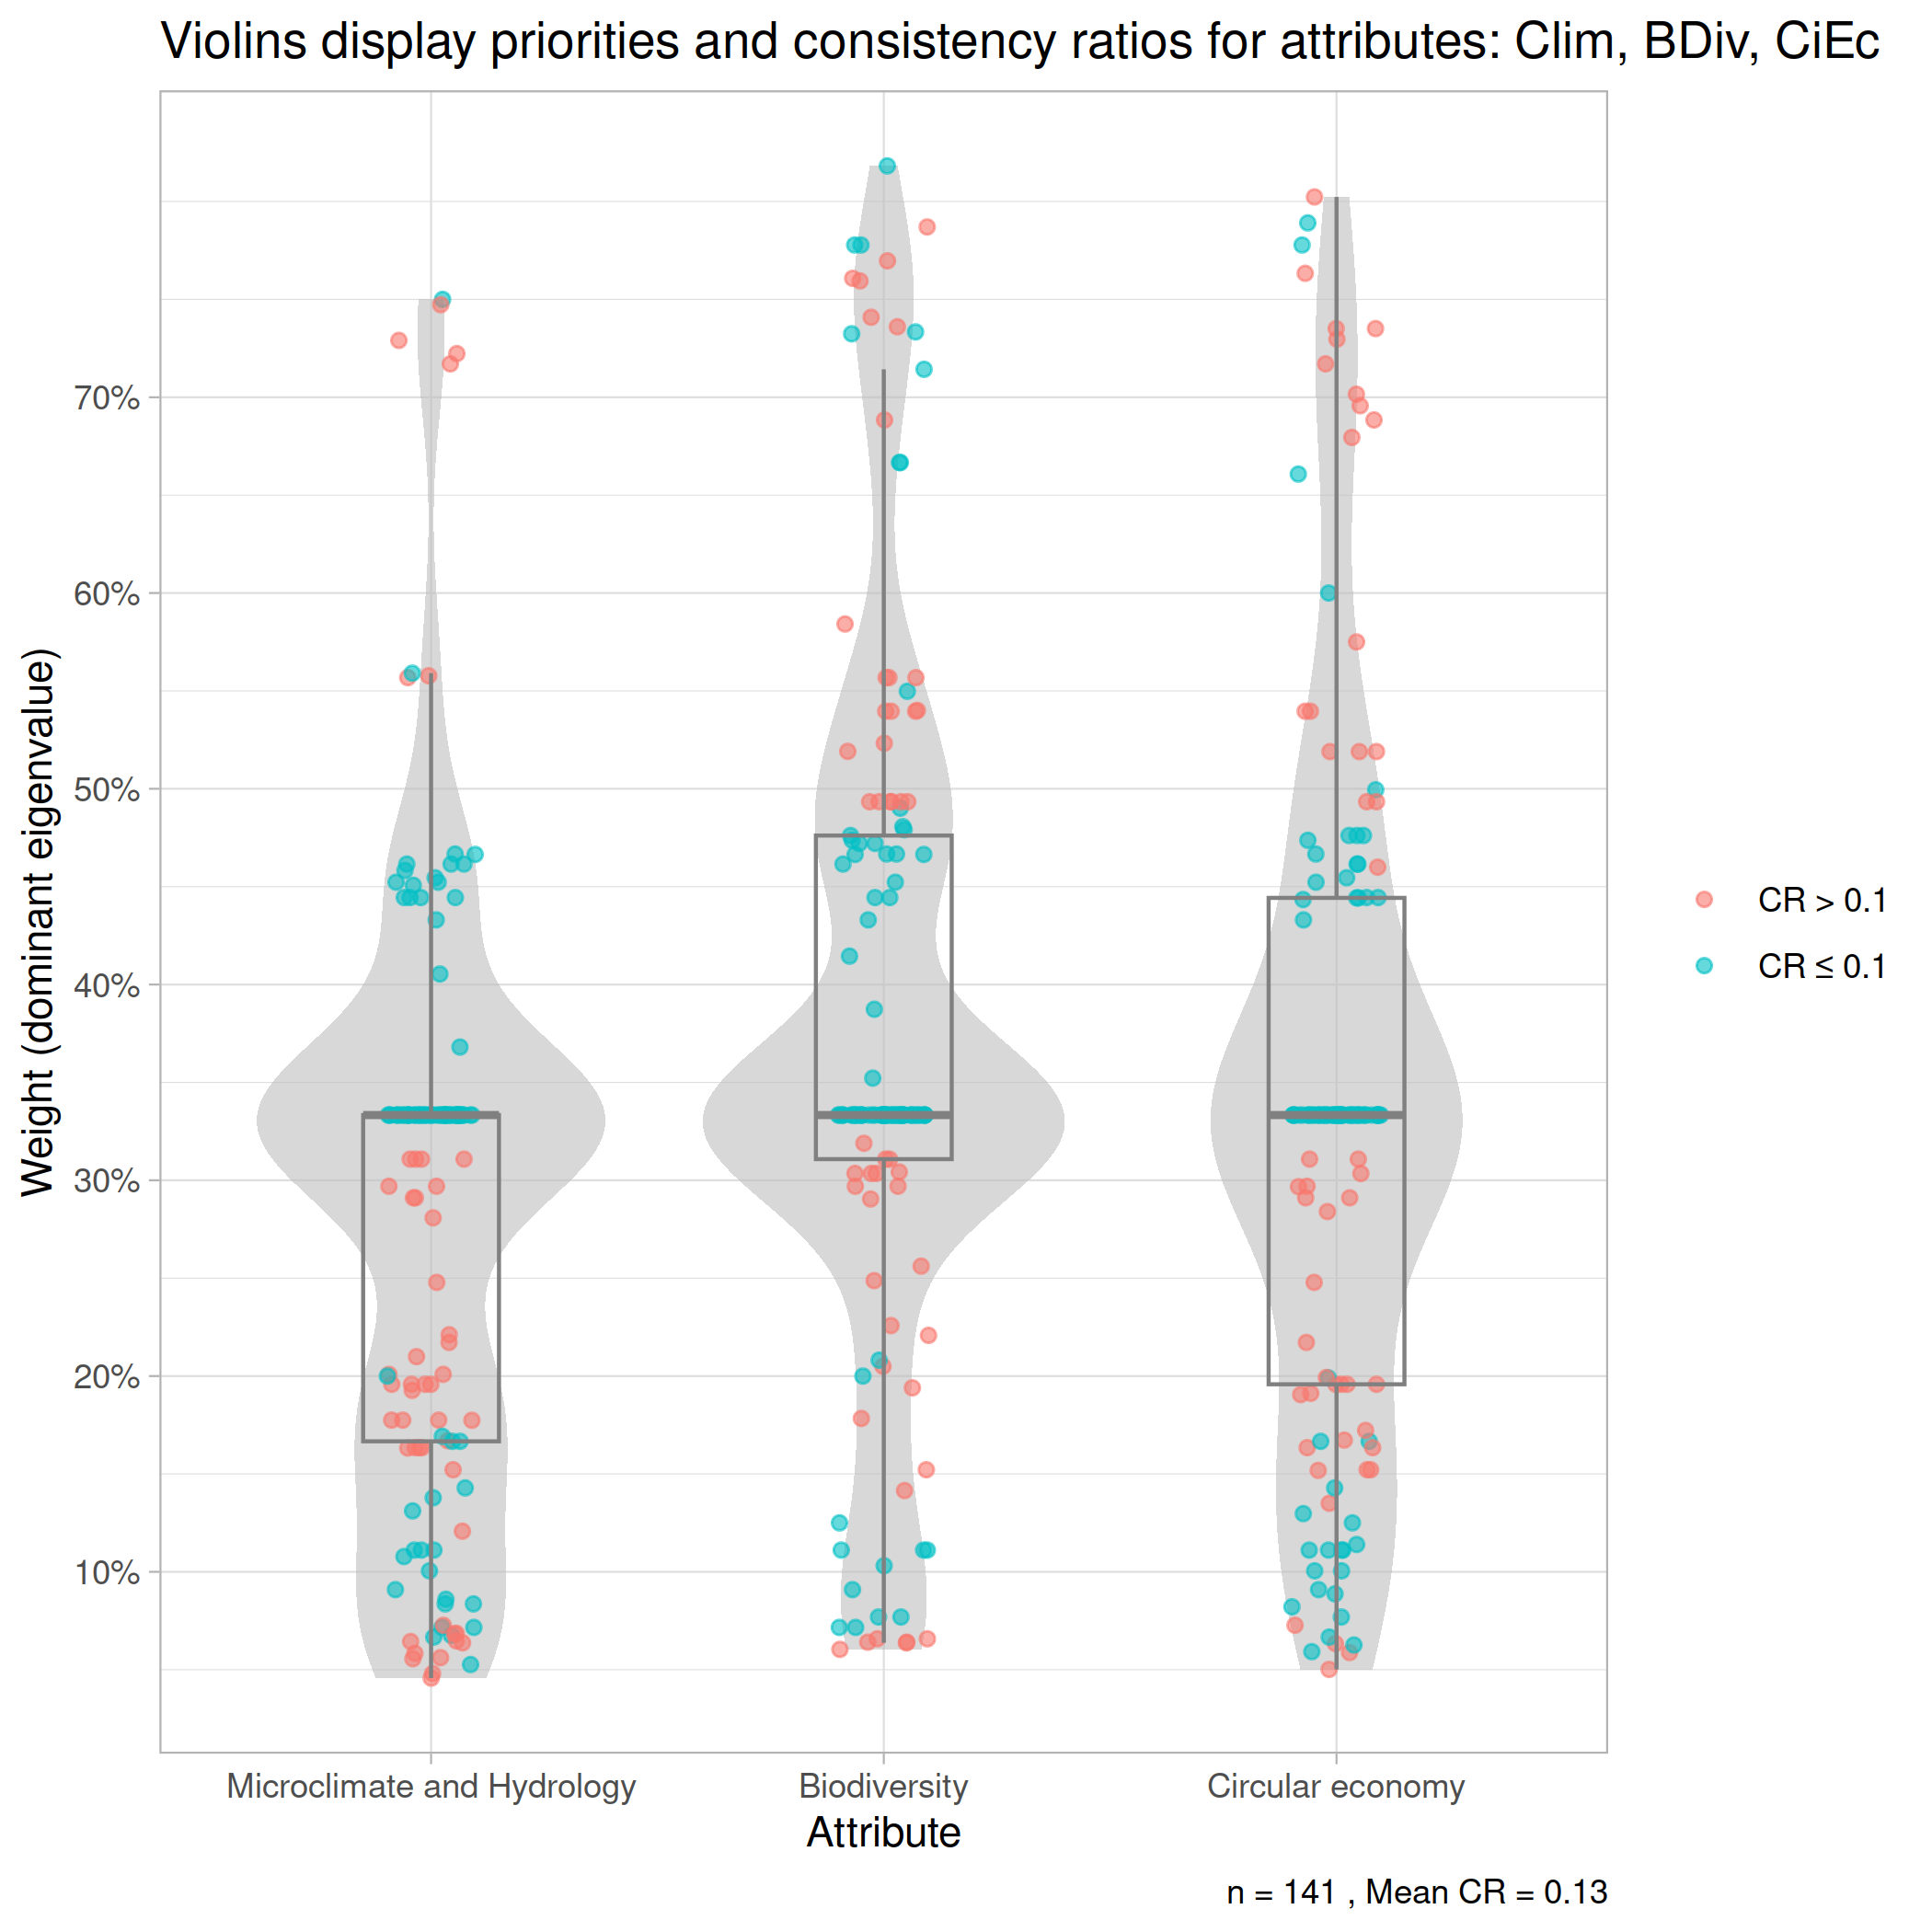 Violins display priorities and consistency ratios for attributes: Clim, BDiv, CiEc
Weight (dominant eigenvalue)
70%
60%
50%
40%
30%
20%
10%
CR > 0.1
CR ≤ 0.1
Microclimate and Hydrology
Biodiversity
Circular economy
Attribute
n = 141 , Mean CR = 0.13